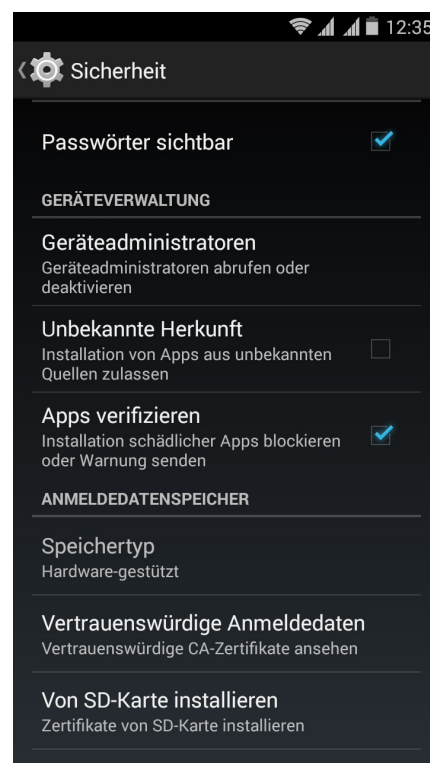 12:35
Sicherheit
Passwörter sichtbar
GERÄTEVERWALTUNG
Geräteadministratoren
Geräteadministratoren abrufen oder
deaktivieren
Unbekannte Herkunft
Installation von Apps aus unbekannten
Quellen zulassen
Apps verifizieren
Installation schädlicher Apps blockieren
oder Warnung senden
ANMELDEDATENSPEICHER
Speichertyp
Hardware-gestützt
Vertrauenswürdige Anmeldedaten
Vertrauenswürdige CA-Zertifikate ansehen
Von SD-Karte installieren
Zertifikate von SD-Karte installieren